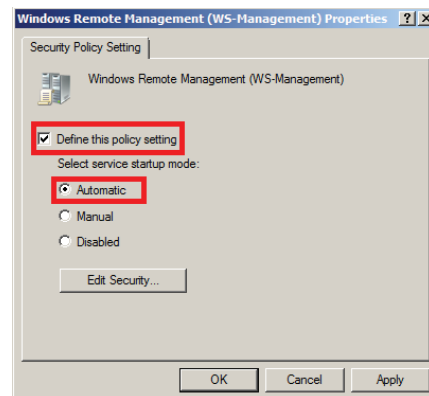 Windows Remote Management (WS-Management) Properties ? x
Security Policy Setting
Windows Remote Management (WS-Management)
Define this policy setting
Select service startup mode:
Automatic
Manual
Disabled
Edit Security...
OK Cancel Apply